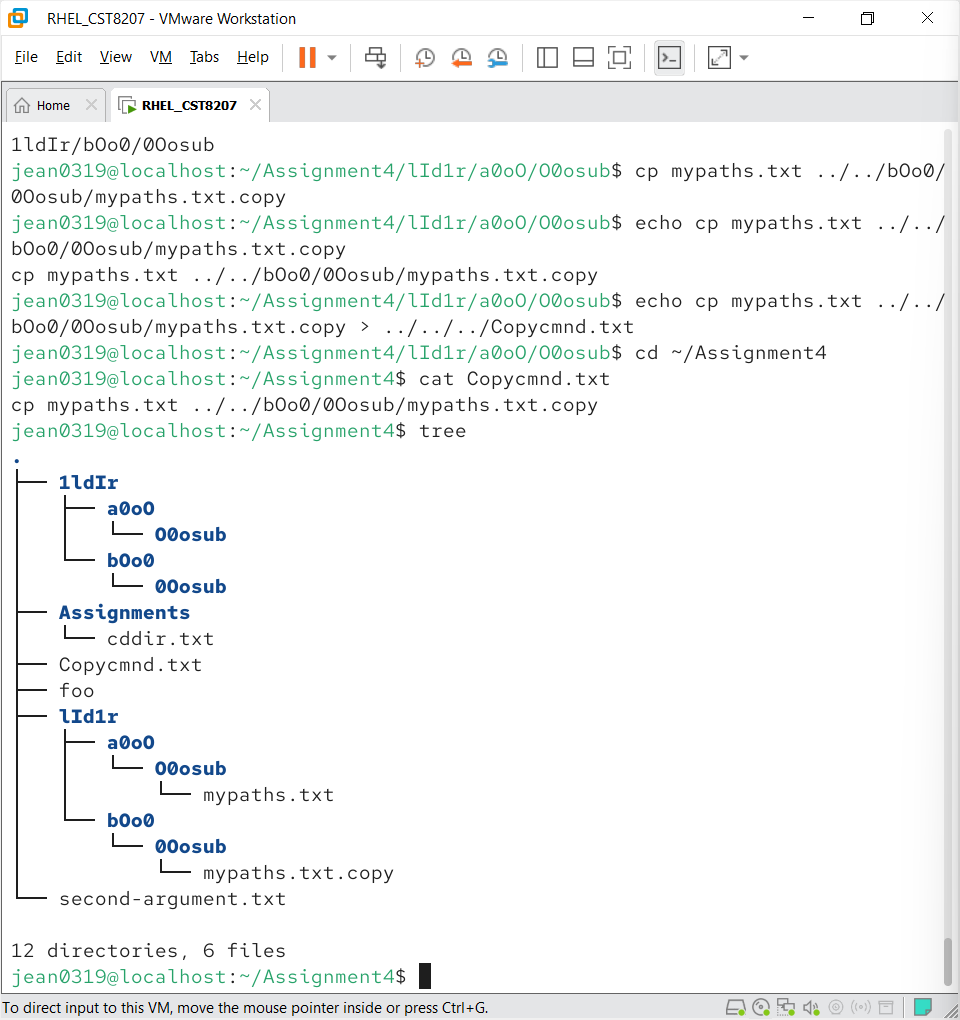 RHEL_CST8207 - VMware Workstation
File Edit View VM Tabs Help
Home RHEL_CST8207
1ldIr/bOo0/0Oosub
jean0319@localhost:~/Assignment4/lId1r/a0oO/O0osub$ cp mypaths.txt ../../bOo0/
0Oosub/mypaths.txt.copy
jean0319@localhost:~/Assignment4/lId1r/a0oO/O0osub$ echo cp mypaths.txt ../../
bOo0/0Oosub/mypaths.txt.copy
cp mypaths.txt ../../bOo0/0Oosub/mypaths.txt.copy
jean0319@localhost:~/Assignment4/lId1r/a0oO/O0osub$ echo cp mypaths.txt ../../
bOo0/0Oosub/mypaths.txt.copy > ../../../Copycmnd.txt
jean0319@localhost:~/Assignment4/lId1r/a0oO/O0osub$ cd ~/Assignment4
jean0319@localhost:~/Assignment4$ cat Copycmnd.txt
cp mypaths.txt ../../bOo0/0Oosub/mypaths.txt.copy
jean0319@localhost:~/Assignment4$ tree
.
├── 1ldIr
│   ├── a0oO
│   │   └── O0osub
│   └── bOo0
│       └── 0Oosub
├── Assignments
│   └── cddir.txt
├── Copycmnd.txt
├── foo
├── lId1r
│   ├── a0oO
│   │   └── O0osub
│   │       └── mypaths.txt
│   └── bOo0
│       └── 0Oosub
│           └── mypaths.txt.copy
└── second-argument.txt
12 directories, 6 files
jean0319@localhost:~/Assignment4$
To direct input to this VM, move the mouse pointer inside or press Ctrl+G.